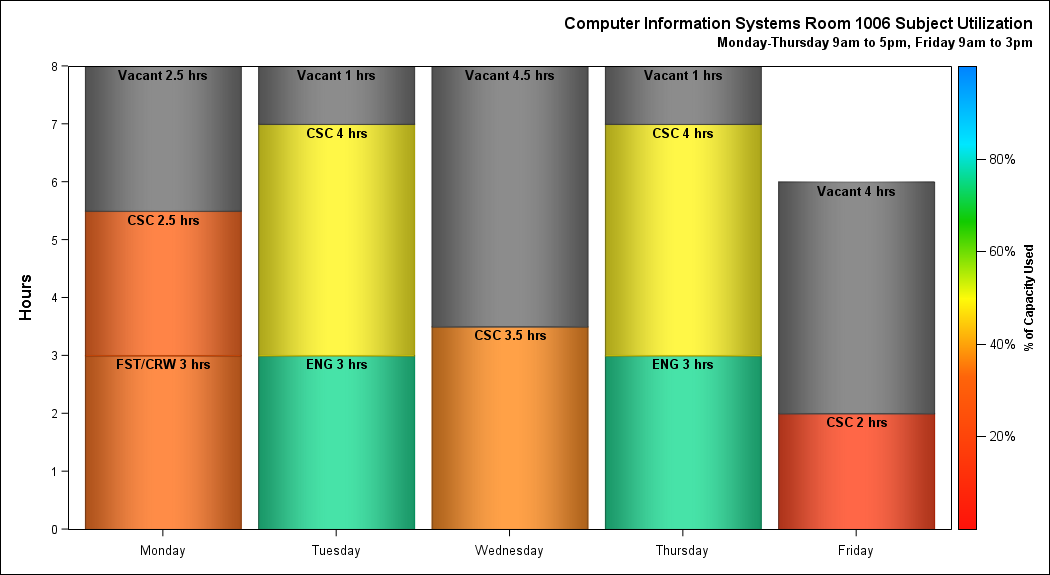 Computer Information Systems Room 1006 Subject Utilization
Monday-Thursday 9am to 5pm, Friday 9am to 3pm
Hours
8
7
6
5
4
3
2
1
0
Vacant 2.5 hrs
CSC 2.5 hrs
FST/CRW 3 hrs
Vacant 1 hrs
CSC 4 hrs
ENG 3 hrs
Vacant 4.5 hrs
CSC 3.5 hrs
Vacant 1 hrs
CSC 4 hrs
ENG 3 hrs
Vacant 4 hrs
CSC 2 hrs
Monday
Tuesday
Wednesday
Thursday
Friday
80%
60%
40%
20%
% of Capacity Used